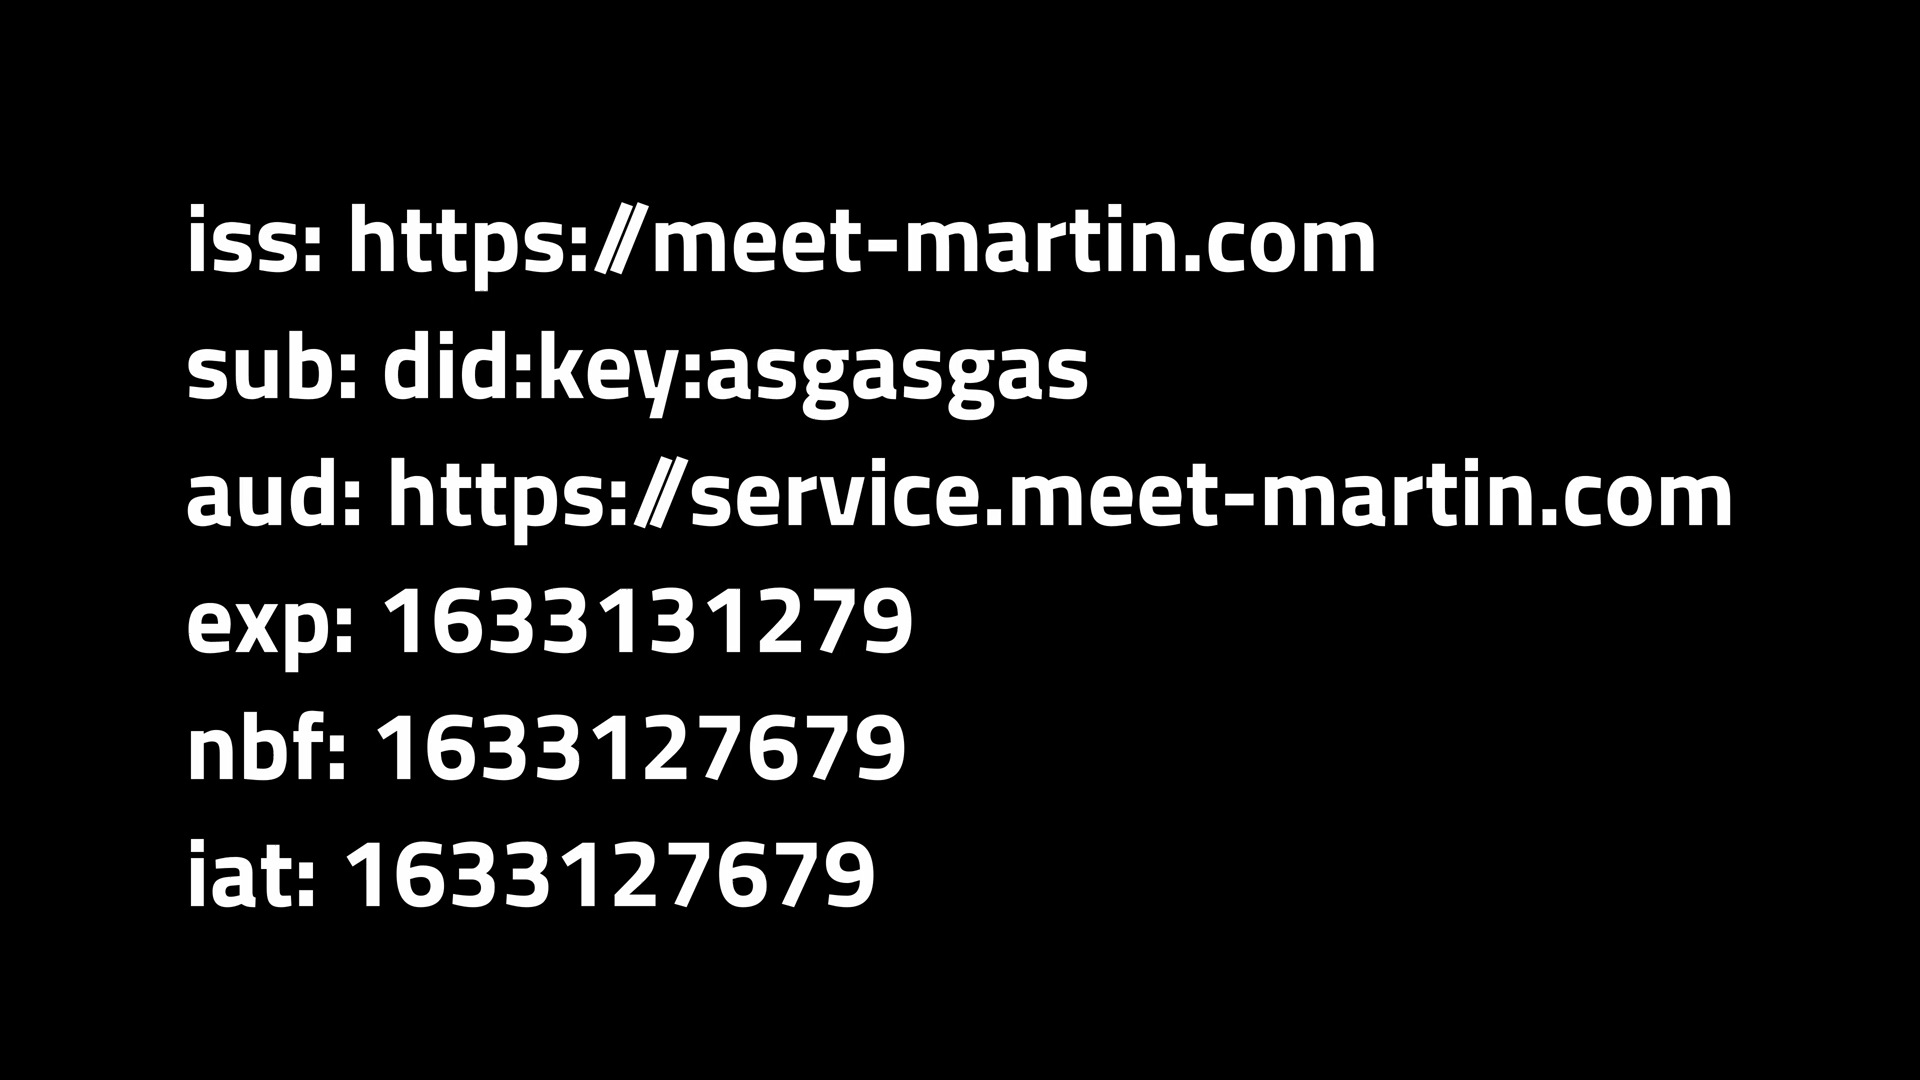 iss: https://meet-martin.com
sub: did:key:asgasgas
aud: https://service.meet-martin.com
exp: 1633131279
nbf: 1633127679
iat: 1633127679